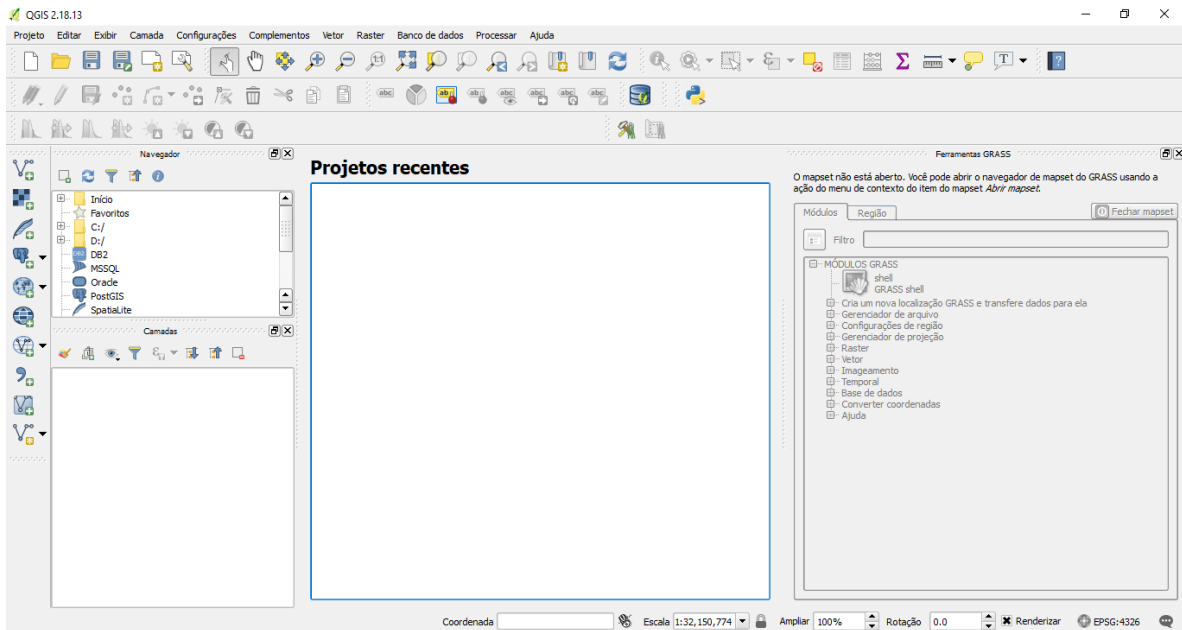 QGIS 2.18.13
Projeto Editar Exibir Camada Configurações Complementos Vetor Raster Banco de dados Processar Ajuda
Navegador
Início
Favoritos
C:/
D:/
DB2
MSSQL
Oracle
PostGIS
SpatiaLite
Camadas
Projetos recentes
Ferramentas GRASS
O mapset não está aberto. Você pode abrir o navegador de mapset do GRASS usando a
ação do menu de contexto do item do mapset Abrir mapset.
Módulos Região Fechar mapset
Filtro
MÓDULOS GRASS
shell
GRASS shell
Cria um nova localização GRASS e transfere dados para ela
Gerenciador de arquivo
Configurações de região
Gerenciador de projeção
Raster
Vetor
Imageamento
Temporal
Base de dados
Converter coordenadas
Ajuda
Coordenada Escala 1:32,150,774 Ampliar 100% Rotação 0.0 Renderizar EPSG:4326